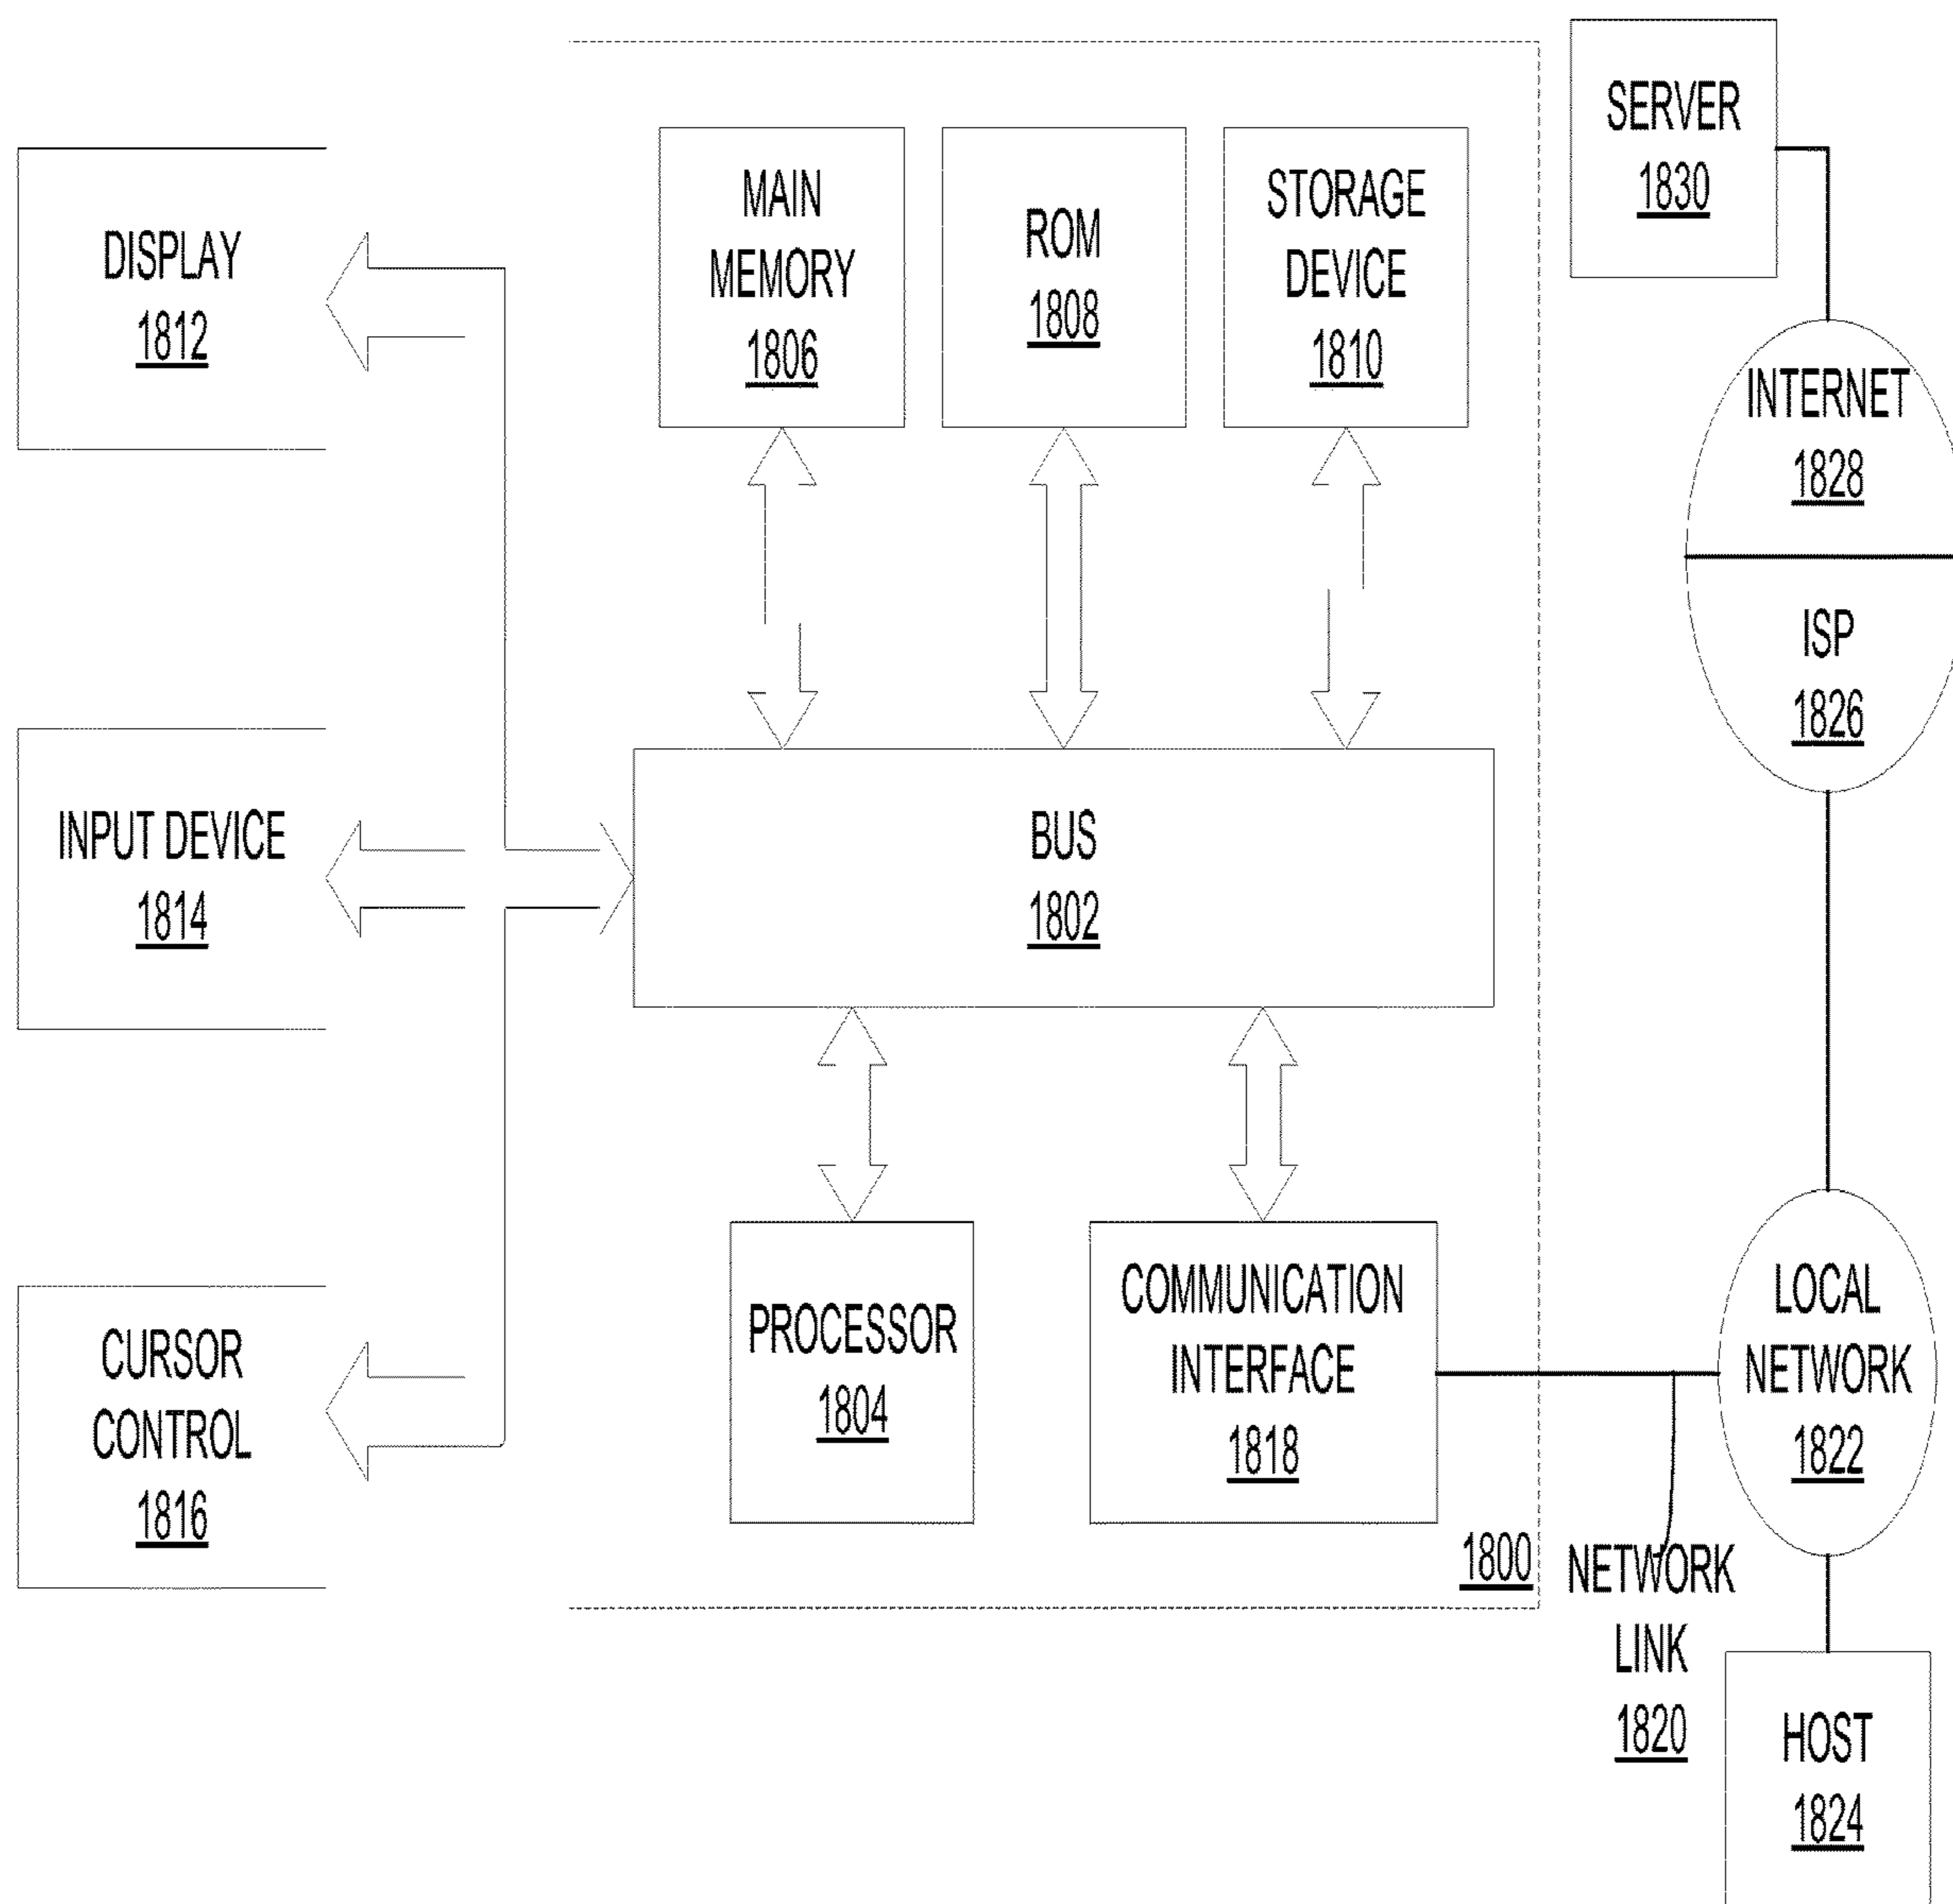 DISPLAY
1812
INPUT DEVICE
1814
CURSOR
CONTROL
1816
MAIN
MEMORY
1806
ROM
1808
STORAGE
DEVICE
1810
BUS
1802
PROCESSOR
1804
COMMUNICATION
INTERFACE
1818
1800
SERVER
1830
INTERNET
1828
ISP
1826
LOCAL
NETWORK
1822
NETWORK
LINK
1820
HOST
1824